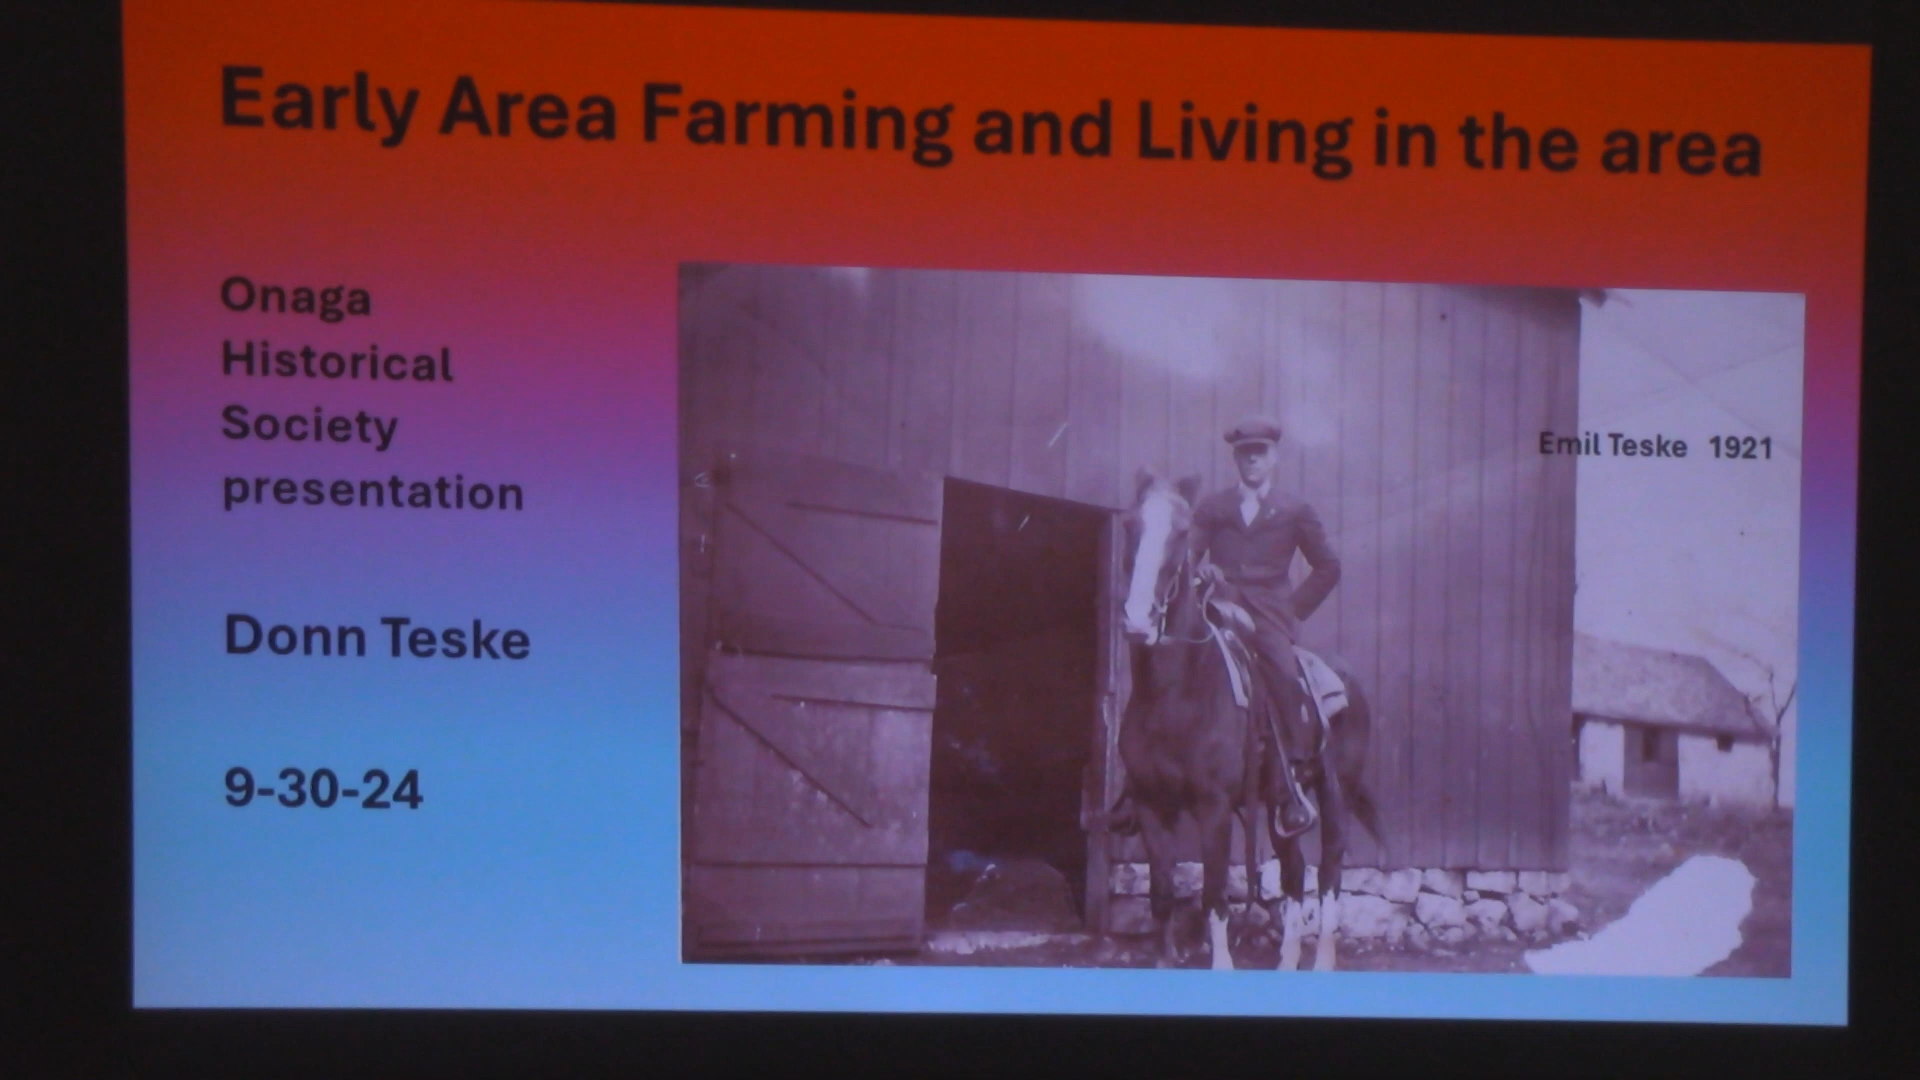 Early Area Farming and Living in the area
Onaga
Historical
Society
presentation
Emil Teske 1921
Donn Teske
9-30-24